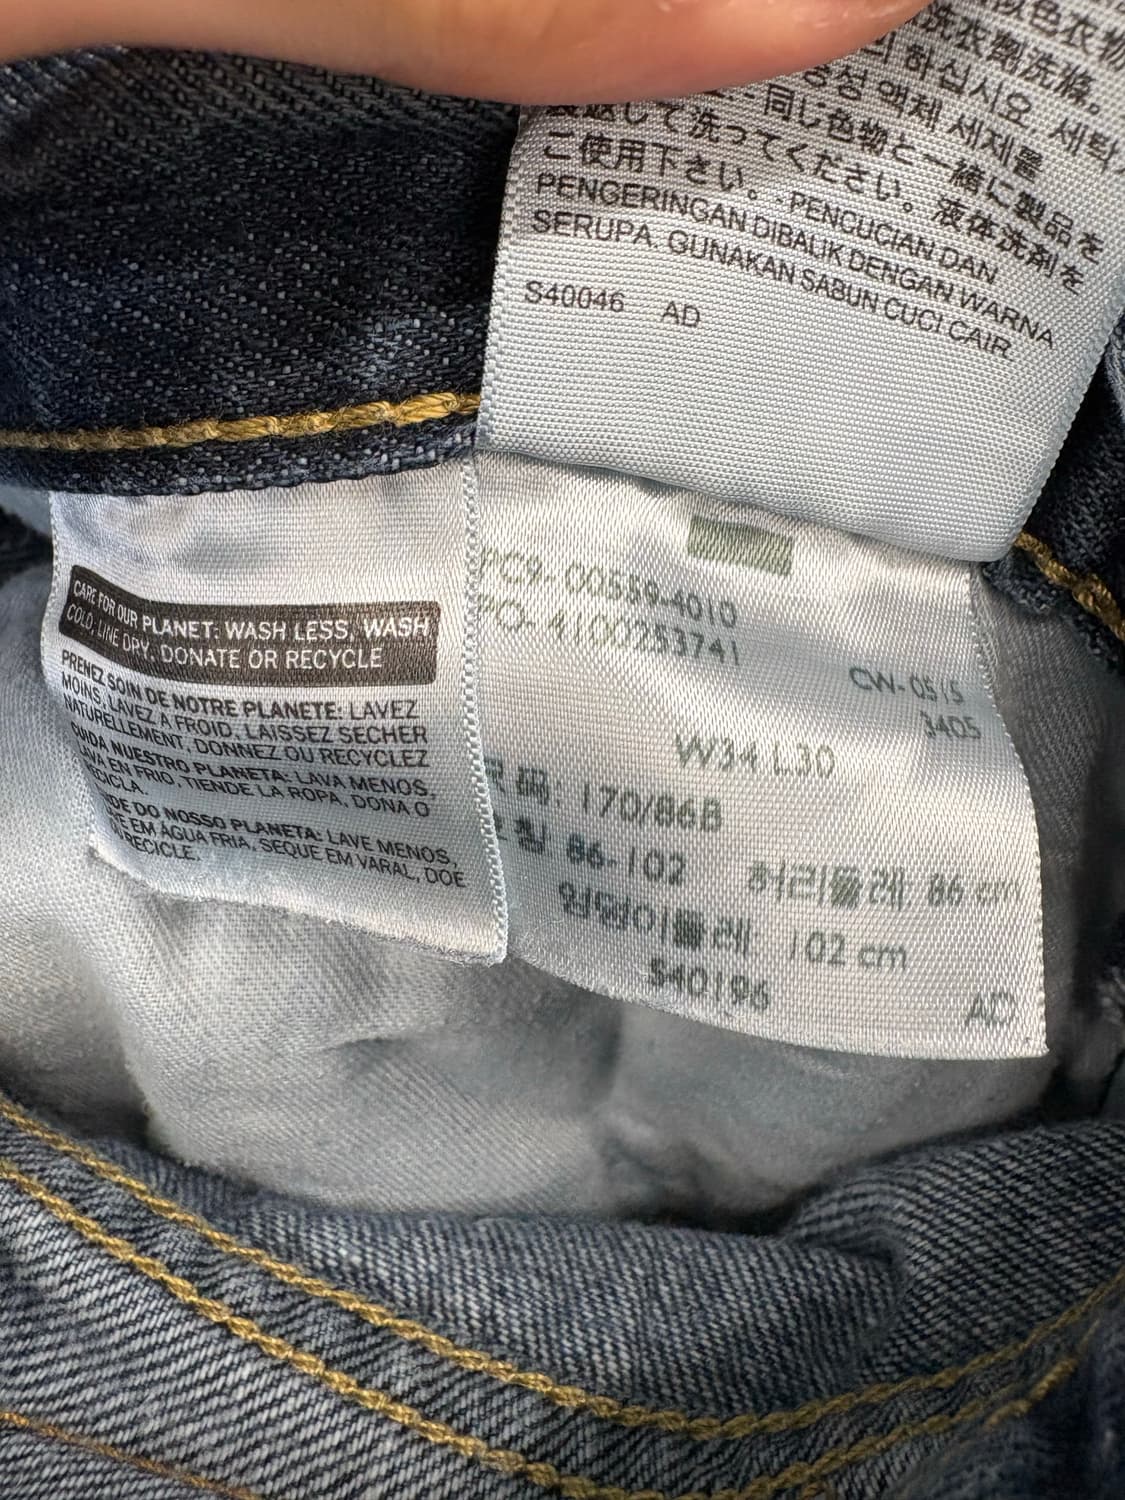 色衣物
洗衣劑洗滌。
하십시오. 세탁
액체 세제를
返して洗ってください。同じ色物と一緒に製品を
ご使用下さい。 液体洗剤を
- PENCUCIAN DAN
PENGERINGAN DIBALIK DENGAN WARNA
SERUPA. GUNAKAN SABUN CUCI CAIR
S40046 AD
CARE FOR OUR PLANET: WASH LESS, WASH
COLD, LINE DRY, DONATE OR RECYCLE
PRENEZ SOIN DE NOTRE PLANETE: LAVEZ
MOINS, LAVEZ A FROID, LAISSEZ SECHER
NATURELLEMENT, DONNEZ OU RECYCLEZ
CUIDA NUESTRO PLANETA: LAVA MENOS,
LAVA EN FRIO, TIENDE LA ROPA, DONA O
RECICLA.
DO NOSSO PLANETA: LAVE MENOS,
EM ÁGUA FRIA, SEQUE EM VARAL, DOE
RECICLE.
PC9- 00559-4010
PO- 4100253741
CW- 0515
3405
W34 L30
码: 170/86B
86-102
허리둘레: 86 cm
엉덩이둘레 102 cm
S40196
AD